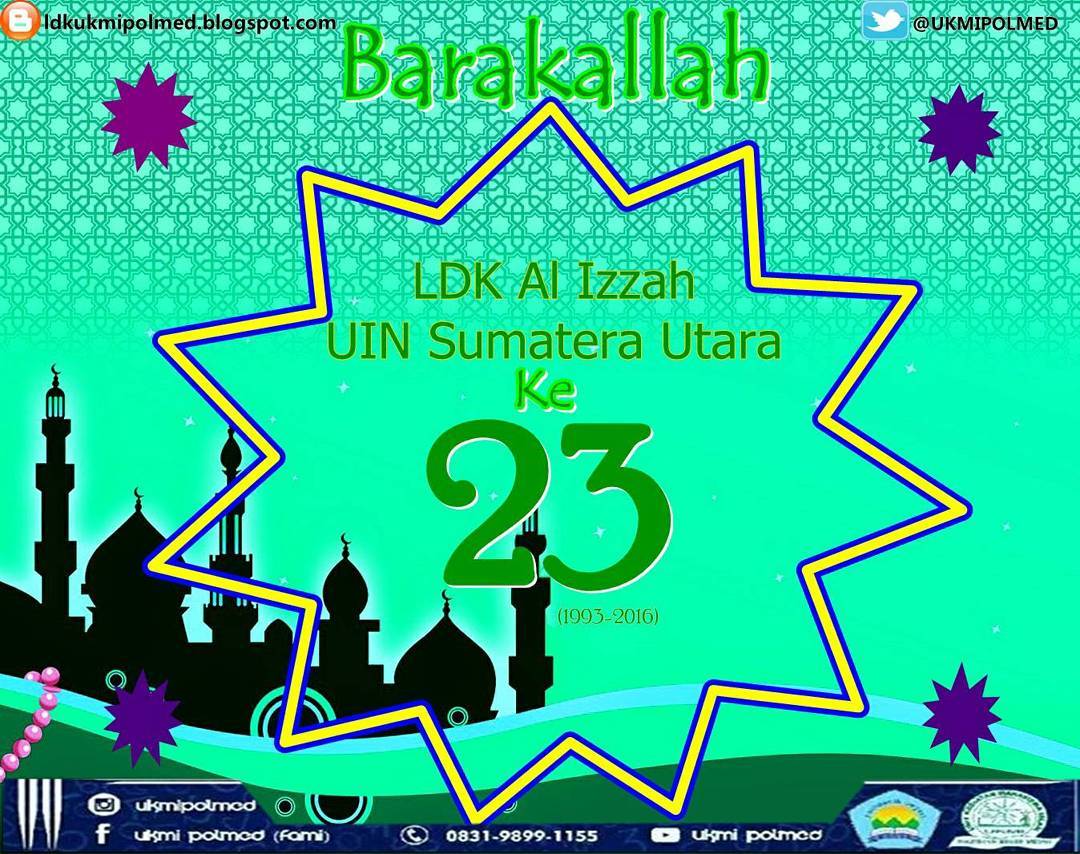 ldkukmipolmed.blogspot.com
@UKMIPOLMED
Barakallah
LDK Al Izzah
UIN Sumatera Utara
Ke
23
(1993-2016)
ukmipolmed
ukmi polmed (Fami)
0831-9899-1155
ukmi polmed